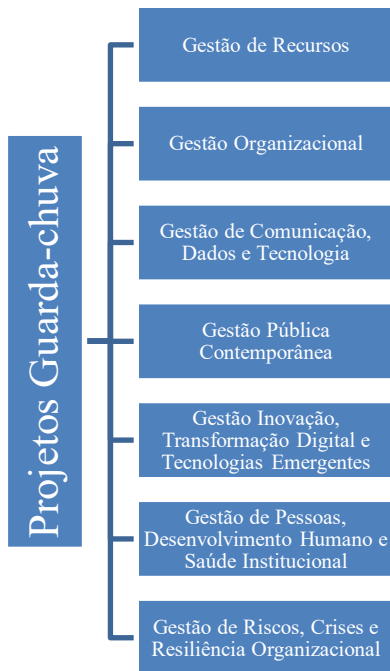 Projetos Guarda-chuva
Gestão de Recursos
Gestão Organizacional
Gestão de Comunicação,
Dados e Tecnologia
Gestão Pública
Contemporânea
Gestão Inovação,
Transformação Digital e
Tecnologias Emergentes
Gestão de Pessoas,
Desenvolvimento Humano e
Saúde Institucional
Gestão de Riscos, Crises e
Resiliência Organizacional